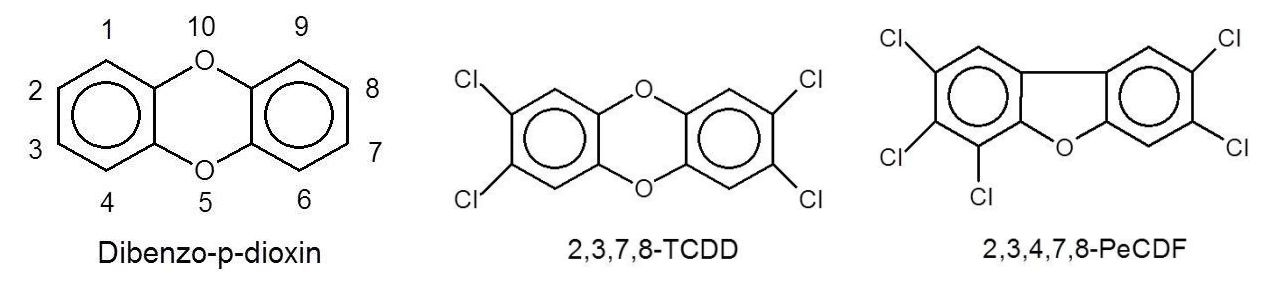 1 10 9
2 O 8
3 O 7
4 5 6
Dibenzo-p-dioxin
Cl O Cl
Cl O Cl
2,3,7,8-TCDD
Cl Cl
Cl O Cl
Cl
2,3,4,7,8-PeCDF